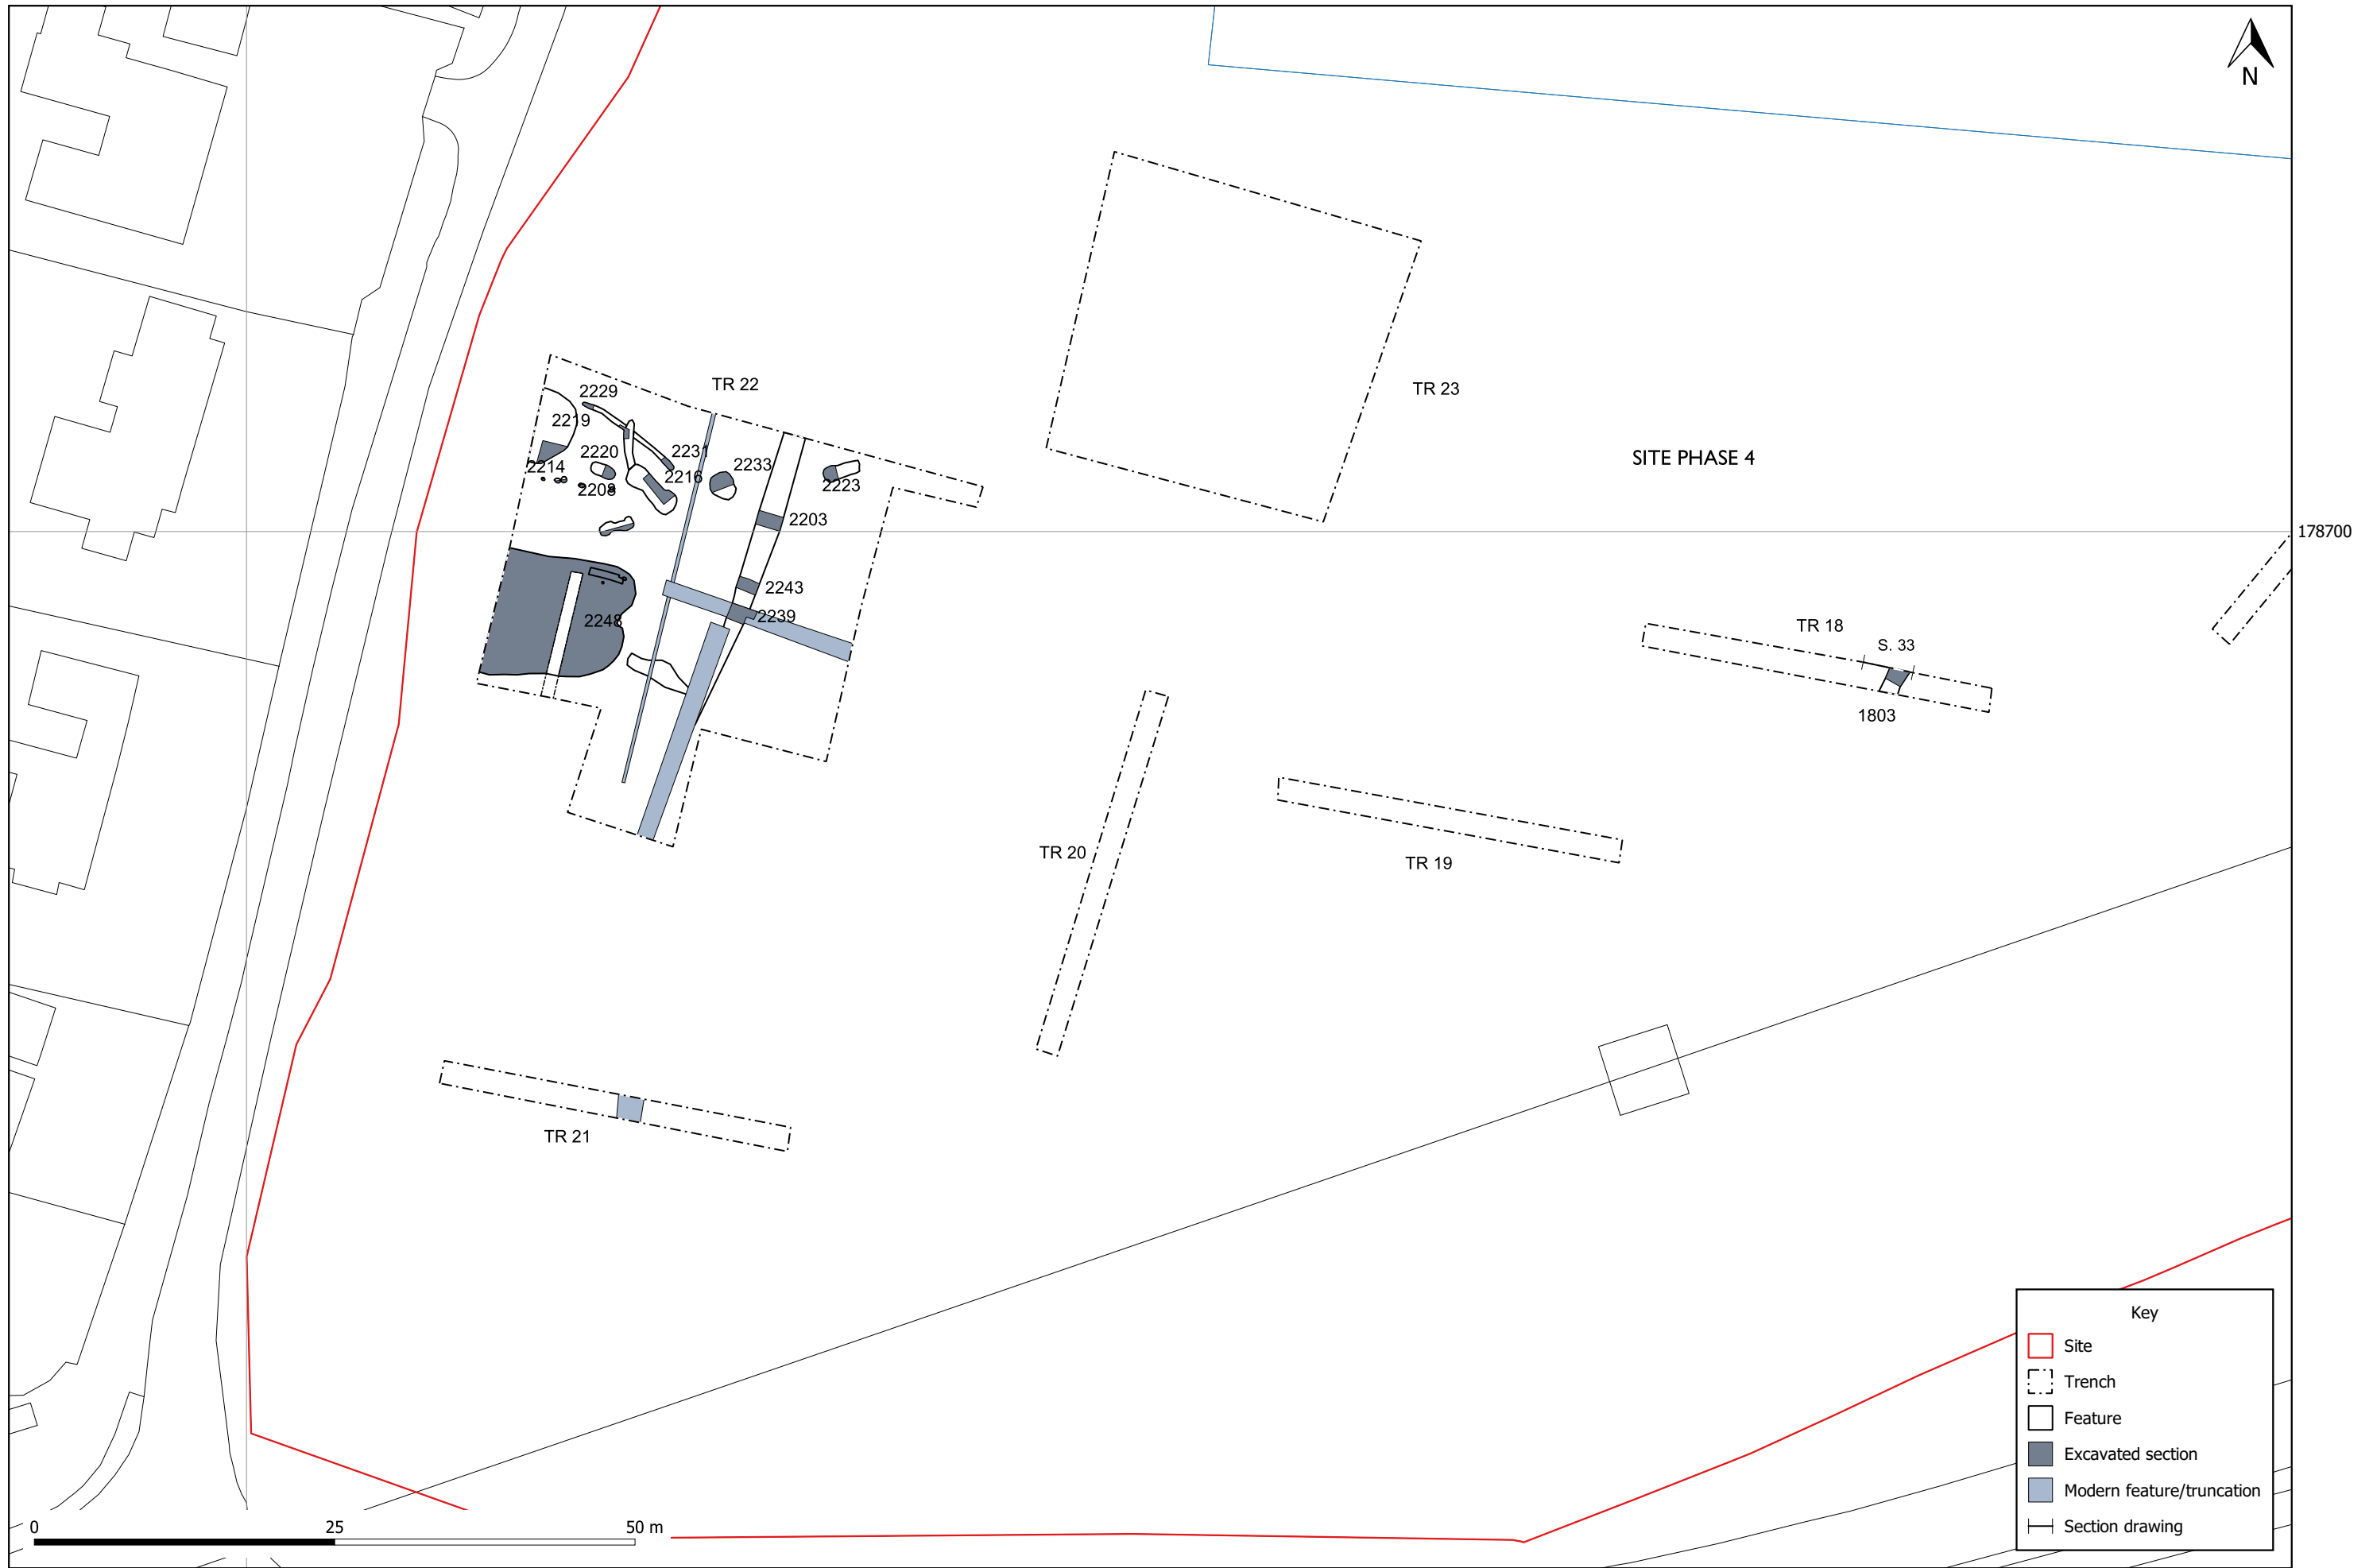 N
TR 22
2229
TR 23
2219
2231
2220
SITE PHASE 4
2214
2233
2216
2223
2208
2203
178700
2243
2239
2248
TR 18
S. 33
1803
TR 20
TR 19
TR 21
Key
Site
Trench
Feature
Excavated section
Modern feature/truncation
Section drawing
0 25 50 m